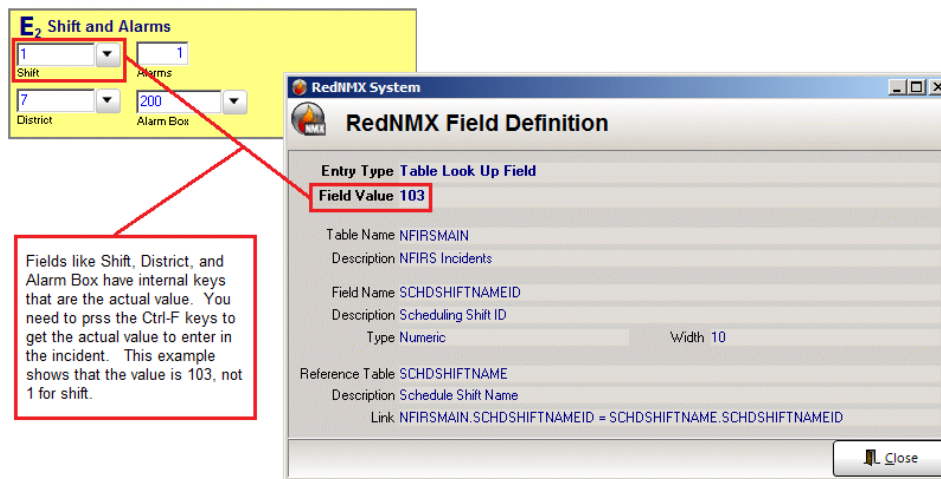 E2 Shift and Alarms
1
1
Shift
Alarms
7
200
District
Alarm Box
RedNMX System
NMX
RedNMX Field Definition
Entry Type Table Look Up Field
Field Value 103
Table Name NFIRSMAIN
Description NFIRS Incidents
Field Name SCHDSHIFTNAMEID
Description Scheduling Shift ID
Type Numeric
Width 10
Reference Table SCHDSHIFTNAME
Description Schedule Shift Name
Link NFIRSMAIN.SCHDSHIFTNAMEID = SCHDSHIFTNAME.SCHDSHIFTNAMEID
Close
Fields like Shift, District, and
Alarm Box have internal keys
that are the actual value. You
need to prss the Ctrl-F keys to
get the actual value to enter in
the incident. This example
shows that the value is 103, not
1 for shift.